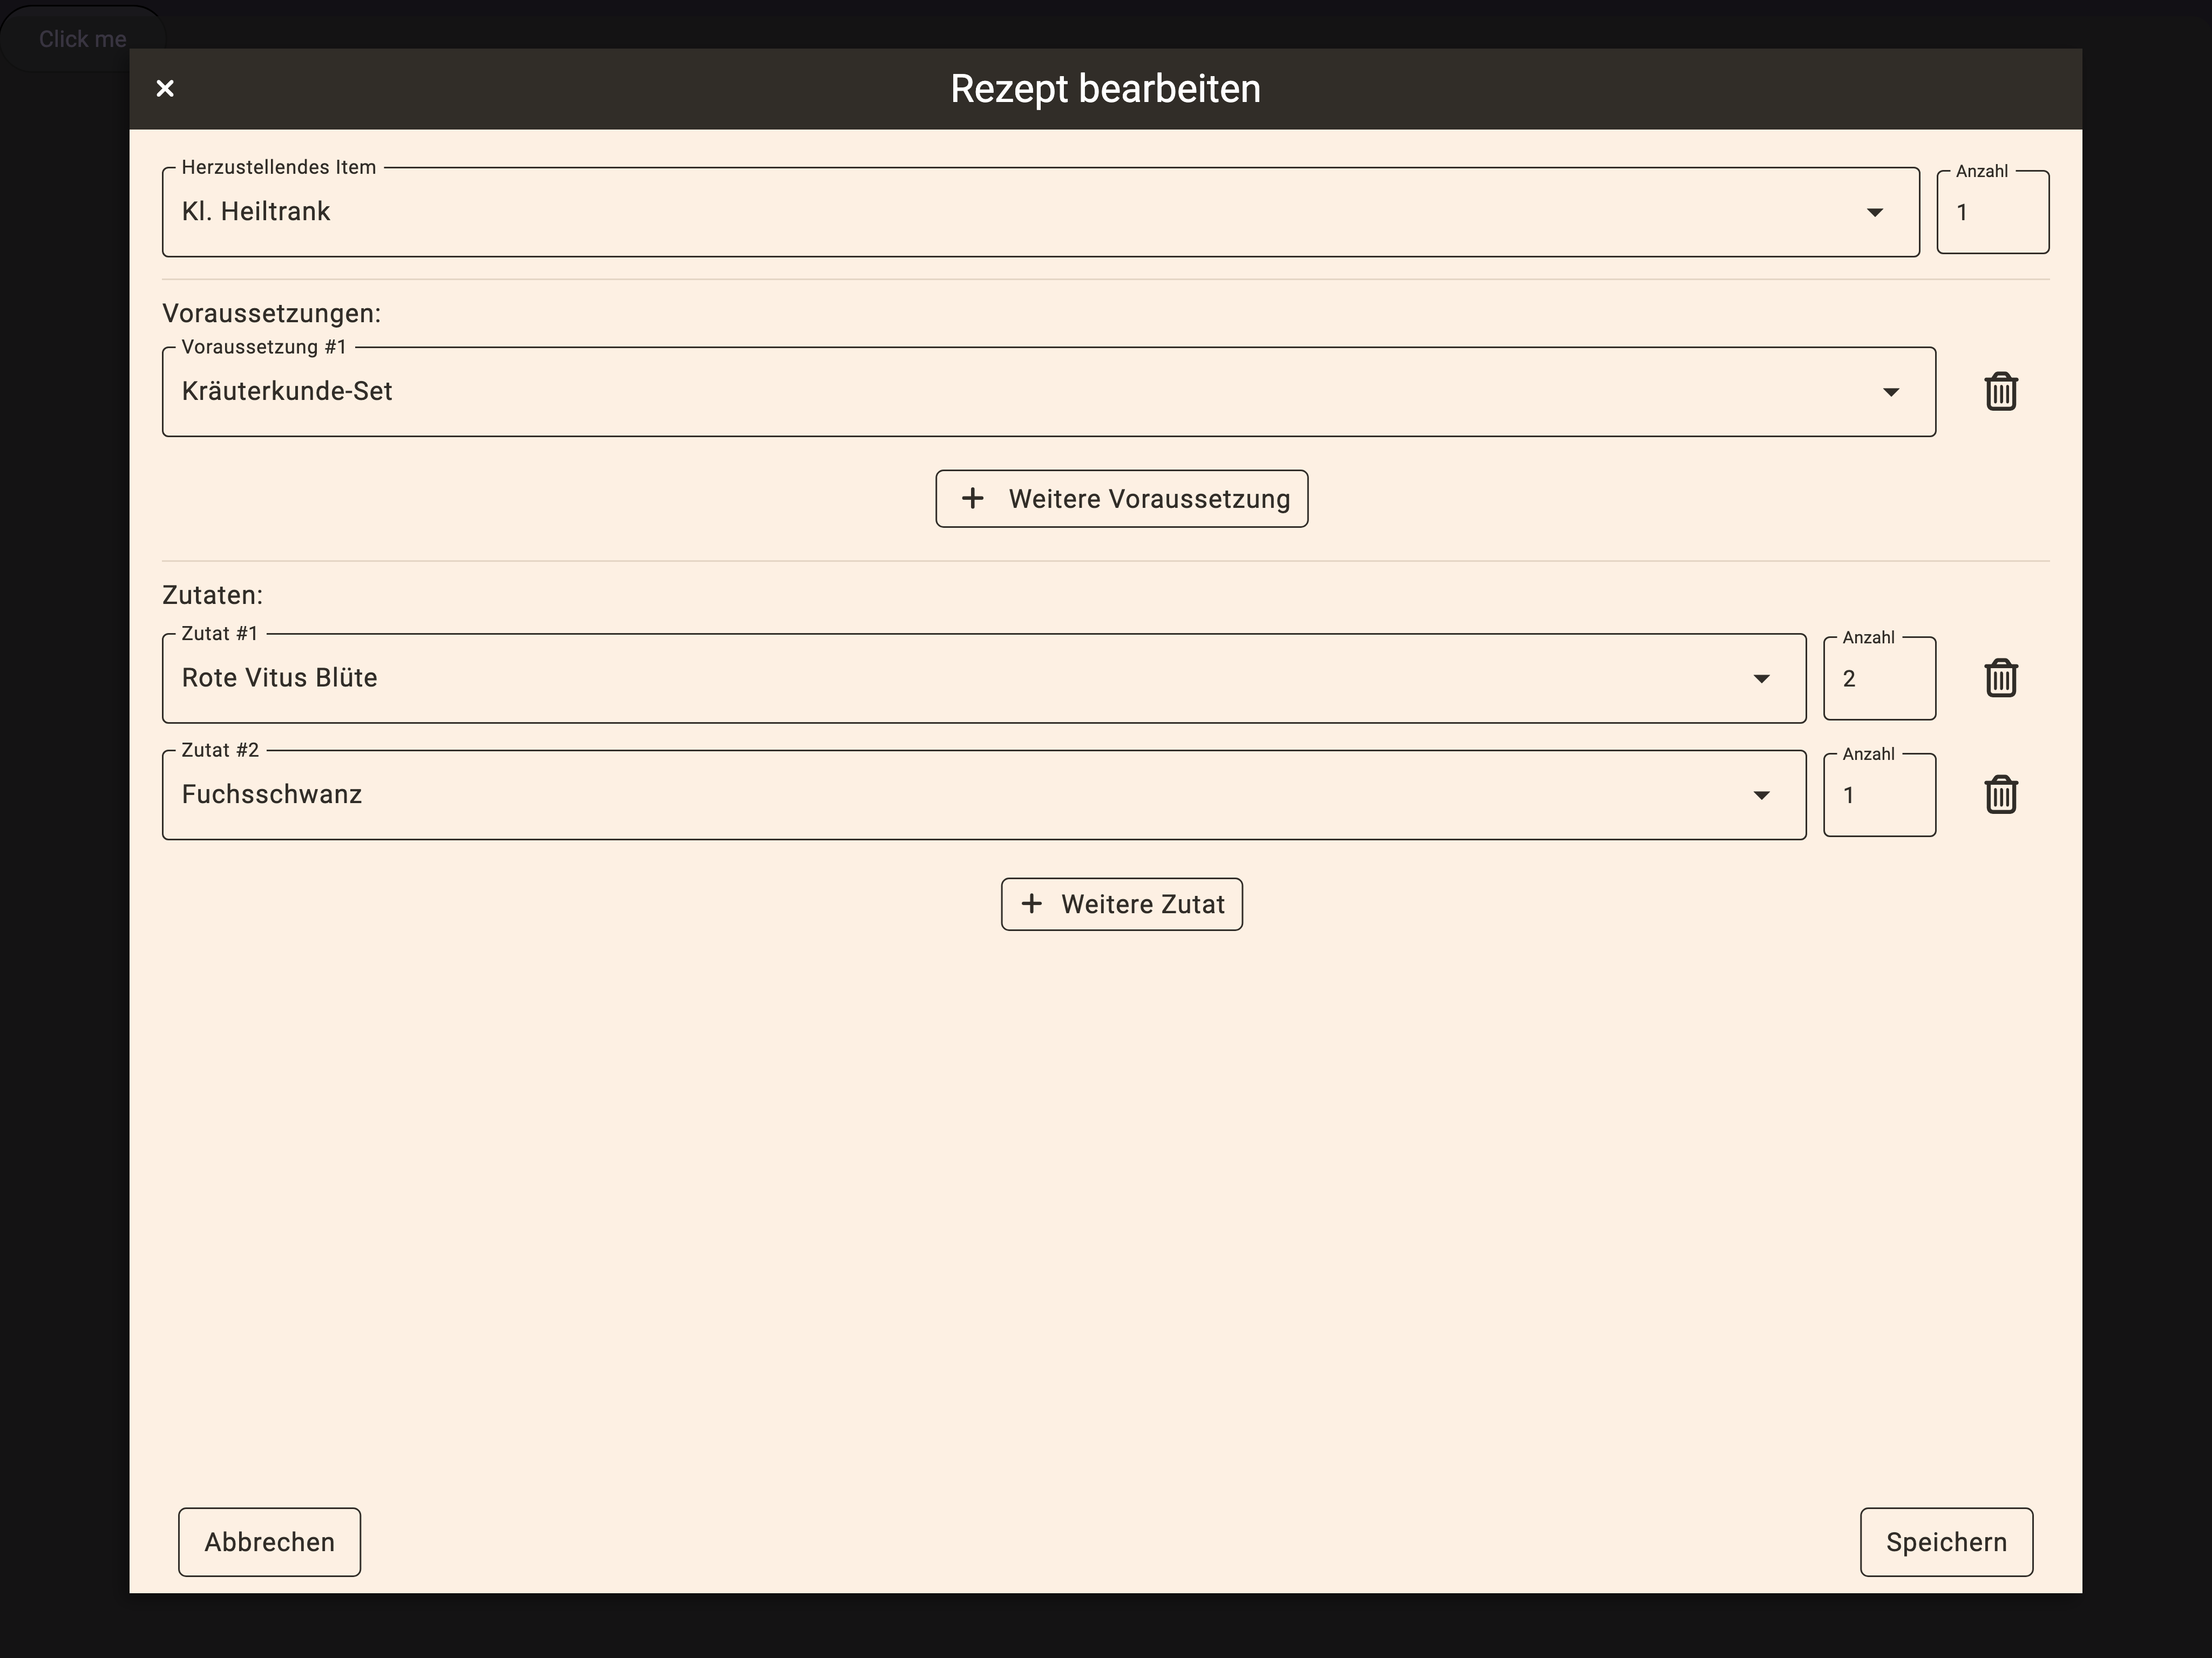 Click me
Rezept bearbeiten
Herzustellendes Item
Kl. Heiltrank
Anzahl
1
Voraussetzungen:
Voraussetzung #1
Kräuterkunde-Set
+ Weitere Voraussetzung
Zutaten:
Zutat #1
Rote Vitus Blüte
Anzahl
2
Zutat #2
Fuchsschwanz
Anzahl
1
+ Weitere Zutat
Abbrechen
Speichern